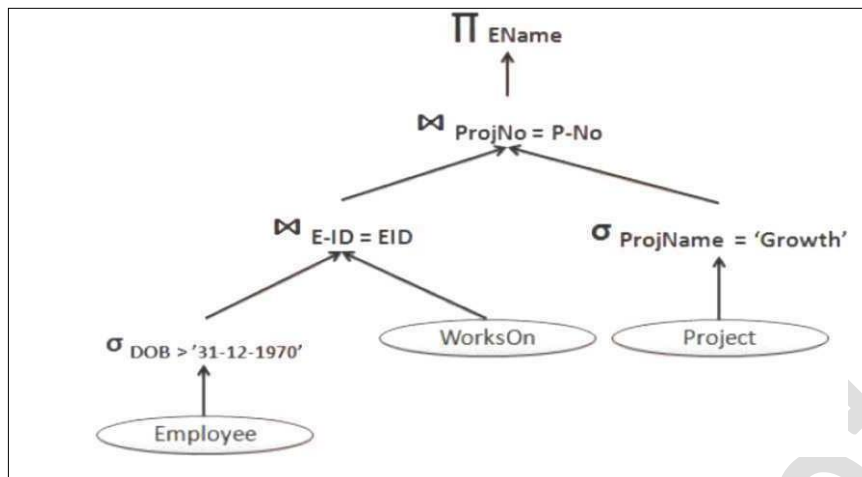 ∏ EName
⋈ ProjNo = P-No
⋈ E-ID = EID
σ ProjName = ‘Growth’
σ DOB > ’31-12-1970’
WorksOn
Project
Employee